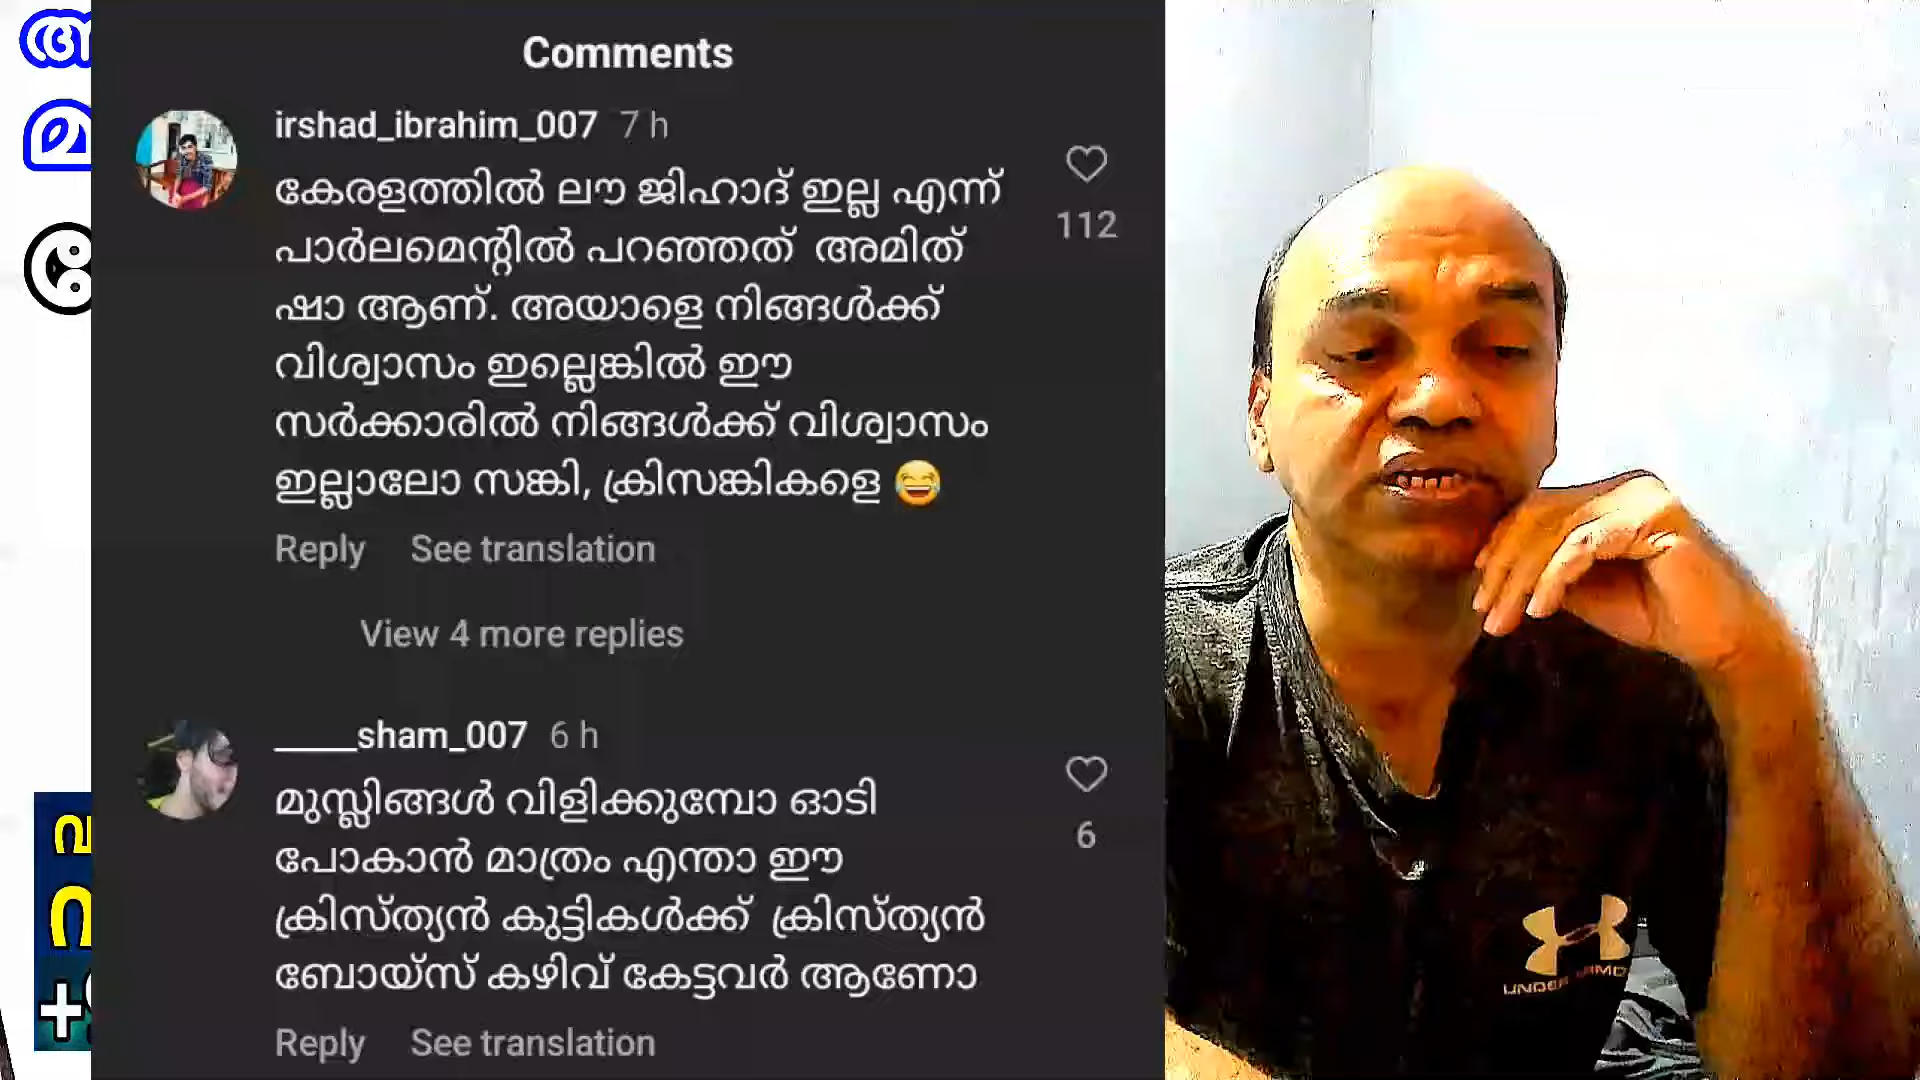 Comments
irshad_ibrahim_007 7 h
കേരളത്തിൽ ലൗ ജിഹാദ് ഇല്ല എന്ന്
പാർലമെന്റിൽ പറഞ്ഞത് അമിത്
ഷാ ആണ്. അയാളെ നിങ്ങൾക്ക്
വിശ്വാസം ഇല്ലെങ്കിൽ ഈ
സർക്കാരിൽ നിങ്ങൾക്ക് വിശ്വാസം
ഇല്ലാലോ സങ്കി, ക്രിസങ്കികളെ 😂
112
Reply See translation
View 4 more replies
_____sham_007 6 h
മുസ്ലിങ്ങൾ വിളിക്കുമ്പോ ഓടി
പോകാൻ മാത്രം എന്താ ഈ
ക്രിസ്ത്യൻ കുട്ടികൾക്ക് ക്രിസ്ത്യൻ
ബോയ്സ് കഴിവ് കേട്ടവർ ആണോ
6
Reply See translation